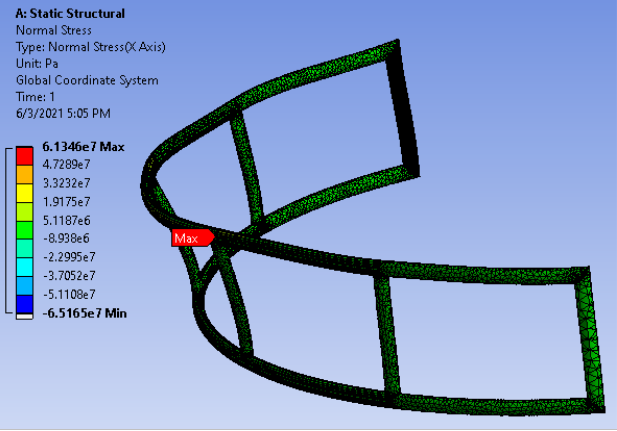 A: Static Structural
Normal Stress
Type: Normal Stress(X Axis)
Unit: Pa
Global Coordinate System
Time: 1
6/3/2021 5:05 PM
6.1346e7 Max
4.7289e7
3.3232e7
1.9175e7
5.1187e6
-8.938e6
-2.2995e7
-3.7052e7
-5.1108e7
-6.5165e7 Min
Max